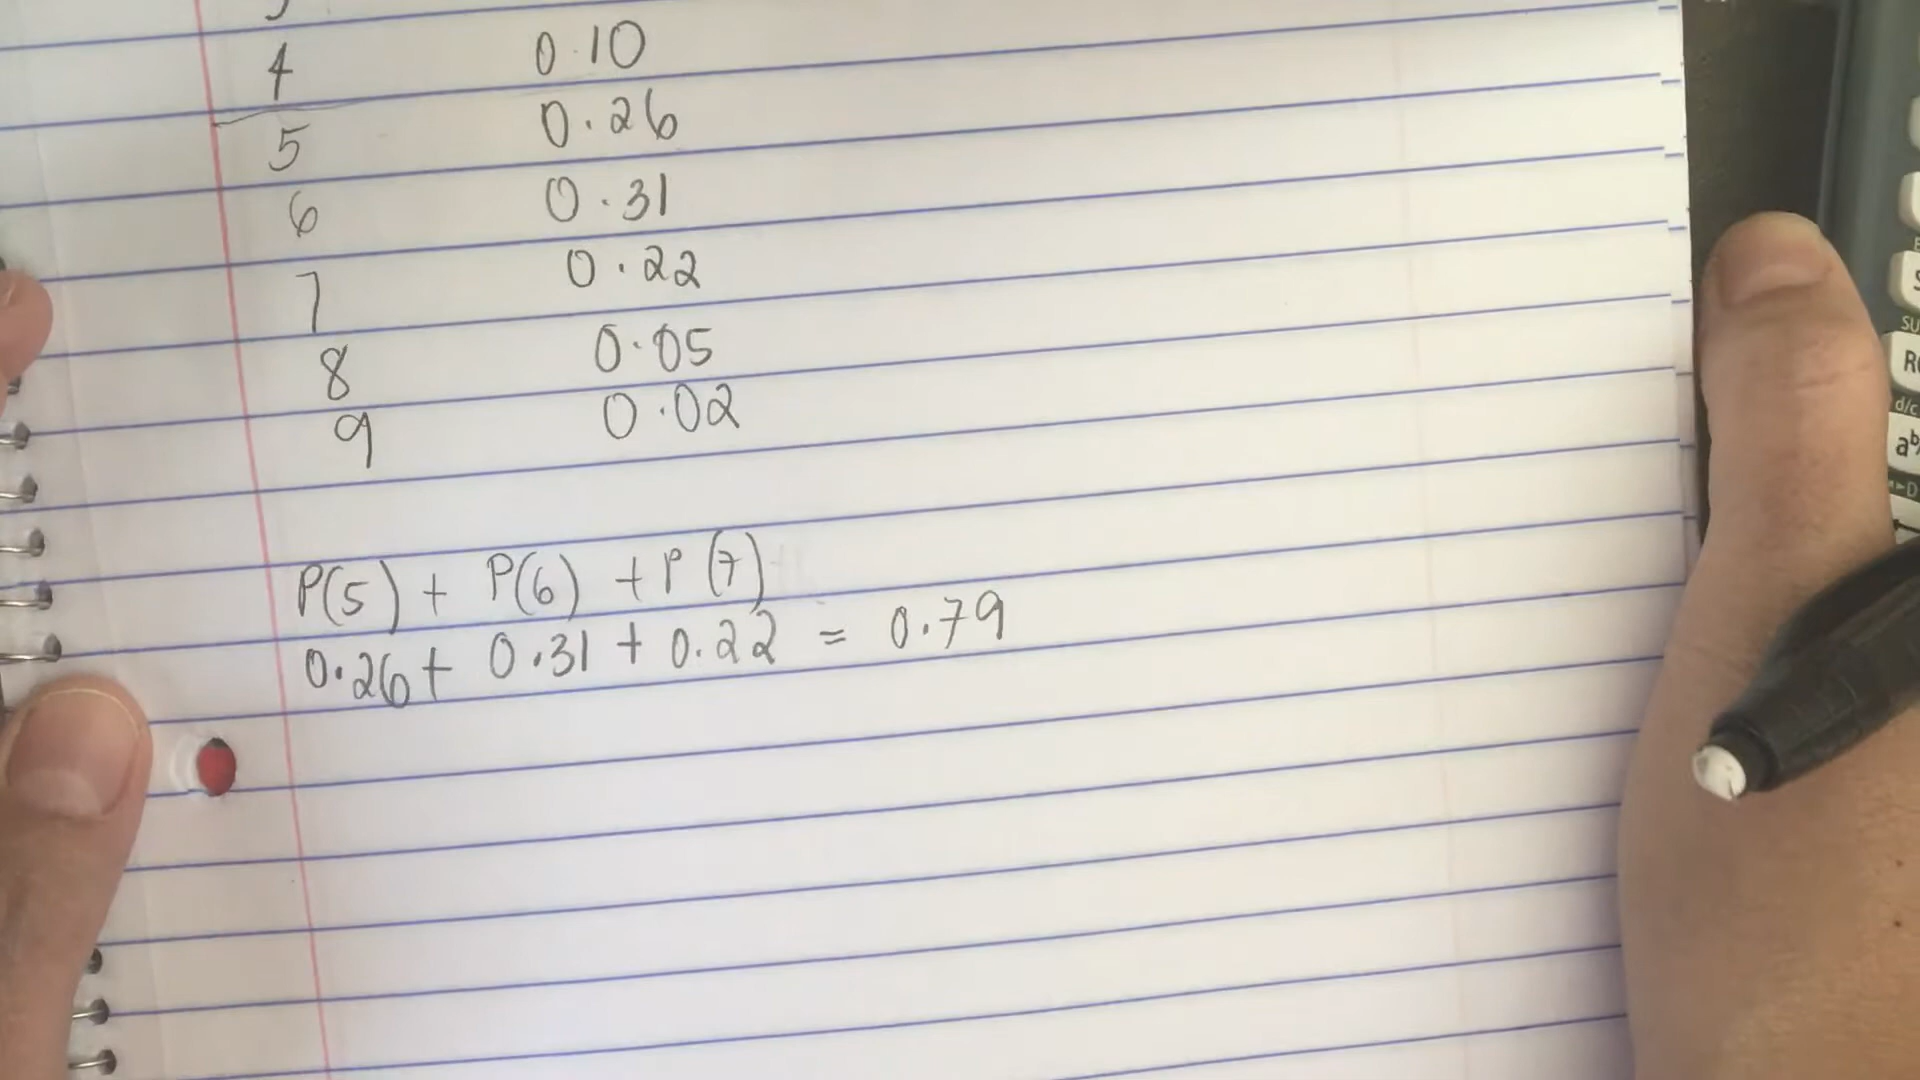 4 0.10
5 0.26
6 0.31
7 0.22
8 0.05
9 0.02
P(5) + P(6) + P(7)
0.26 + 0.31 + 0.22 = 0.79
SU
d/c